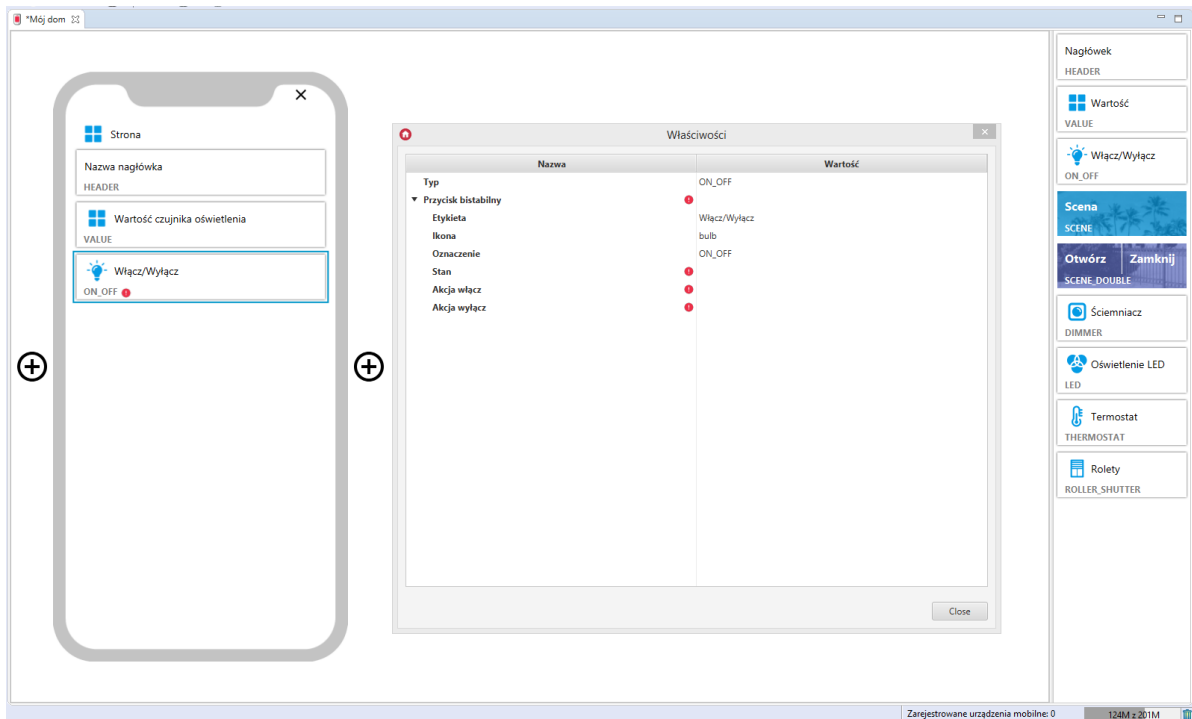 *Mój dom
Strona
Nazwa nagłówka
HEADER
Wartość czujnika oświetlenia
VALUE
Włącz/Wyłącz
ON_OFF
Właściwości
Nazwa Wartość
Typ ON_OFF
Przycisk bistabilny
Etykieta Włącz/Wyłącz
Ikona bulb
Oznaczenie ON_OFF
Stan
Akcja włącz
Akcja wyłącz
Close
Nagłówek
HEADER
Wartość
VALUE
Włącz/Wyłącz
ON_OFF
Scena
SCENE
Otwórz Zamknij
SCENE_DOUBLE
Ściemniacz
DIMMER
Oświetlenie LED
LED
Termostat
THERMOSTAT
Rolety
ROLLER_SHUTTER
Zarejestrowane urządzenia mobilne: 0 124M z 201M